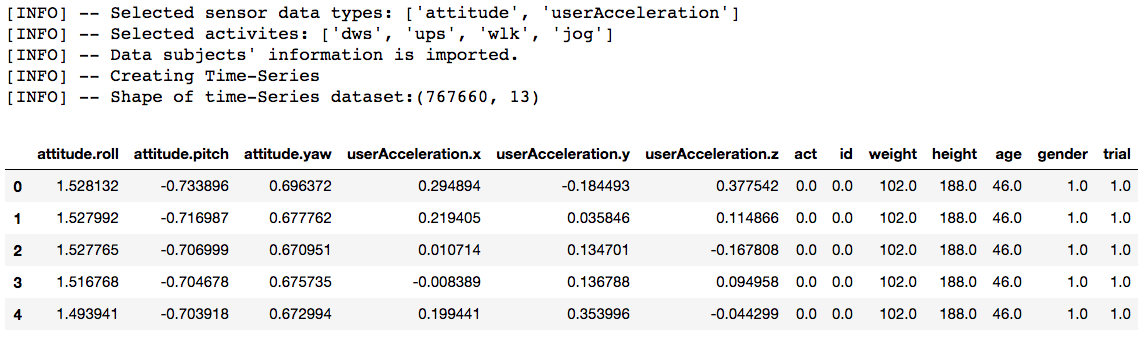 [INFO] -- Selected sensor data types: ['attitude', 'userAcceleration']
[INFO] -- Selected activites: ['dws', 'ups', 'wlk', 'jog']
[INFO] -- Data subjects' information is imported.
[INFO] -- Creating Time-Series
[INFO] -- Shape of time-Series dataset:(767660, 13)
attitude.roll attitude.pitch attitude.yaw userAcceleration.x userAcceleration.y userAcceleration.z act id weight height age gender trial
0 1.528132 -0.733896 0.696372 0.294894 -0.184493 0.377542 0.0 0.0 102.0 188.0 46.0 1.0 1.0
1 1.527992 -0.716987 0.677762 0.219405 0.035846 0.114866 0.0 0.0 102.0 188.0 46.0 1.0 1.0
2 1.527765 -0.706999 0.670951 0.010714 0.134701 -0.167808 0.0 0.0 102.0 188.0 46.0 1.0 1.0
3 1.516768 -0.704678 0.675735 -0.008389 0.136788 0.094958 0.0 0.0 102.0 188.0 46.0 1.0 1.0
4 1.493941 -0.703918 0.672994 0.199441 0.353996 -0.044299 0.0 0.0 102.0 188.0 46.0 1.0 1.0